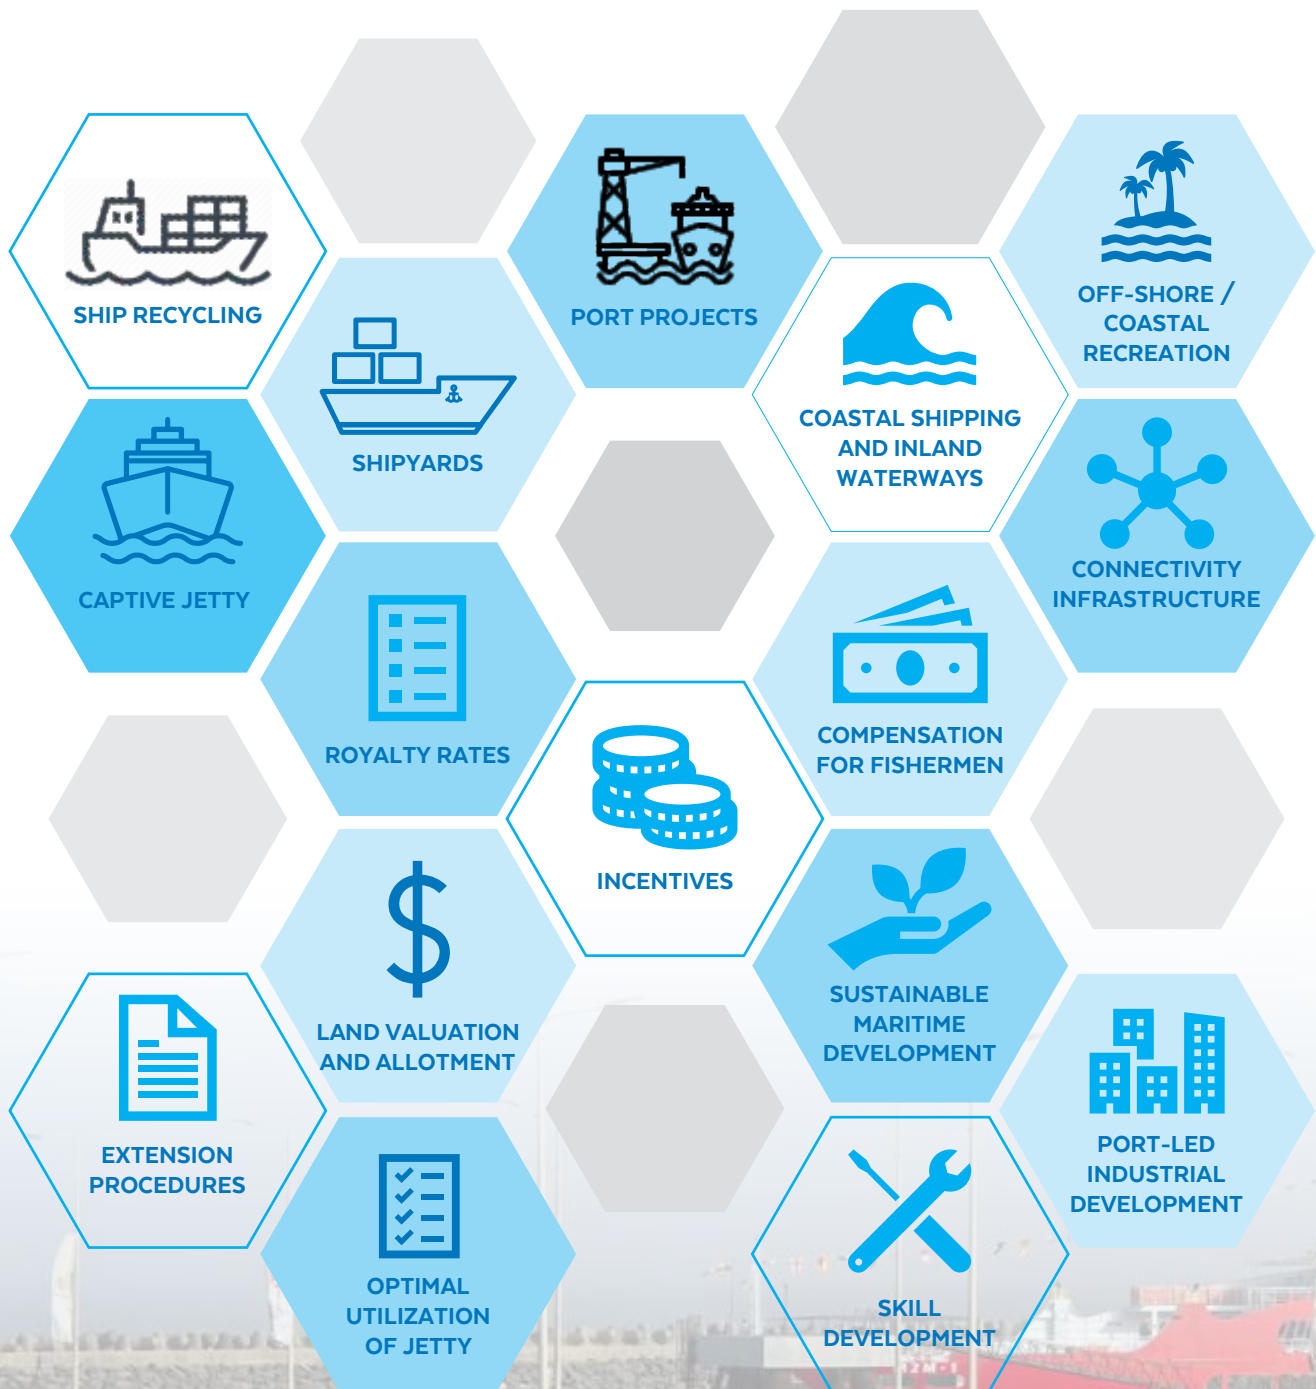 SHIP RECYCLING
PORT PROJECTS
OFF-SHORE /
COASTAL
RECREATION
SHIPYARDS
COASTAL SHIPPING
AND INLAND
WATERWAYS
CAPTIVE JETTY
CONNECTIVITY
INFRASTRUCTURE
ROYALTY RATES
COMPENSATION
FOR FISHERMEN
INCENTIVES
LAND VALUATION
AND ALLOTMENT
SUSTAINABLE
MARITIME
DEVELOPMENT
EXTENSION
PROCEDURES
PORT-LED
INDUSTRIAL
DEVELOPMENT
OPTIMAL
UTILIZATION
OF JETTY
SKILL
DEVELOPMENT